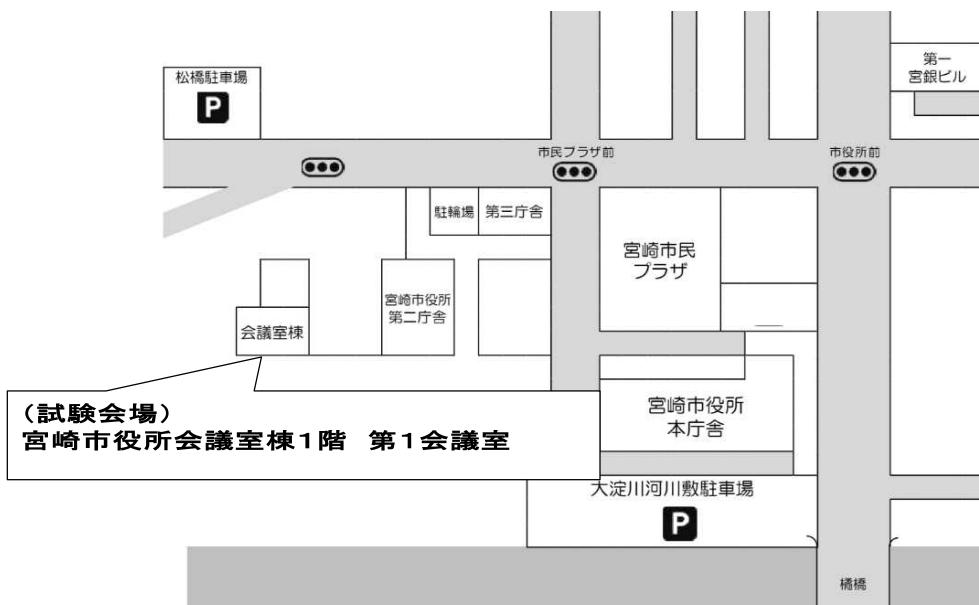 第一
宮銀ビル
松橋駐車場
P
市民プラザ前
市役所前
駐輪場
第三庁舎
宮崎市民
プラザ
宮崎市役所
第二庁舎
会議室棟
(試験会場)
宮崎市役所会議室棟1階 第1会議室
宮崎市役所
本庁舎
大淀川河川敷駐車場
P
橘橋